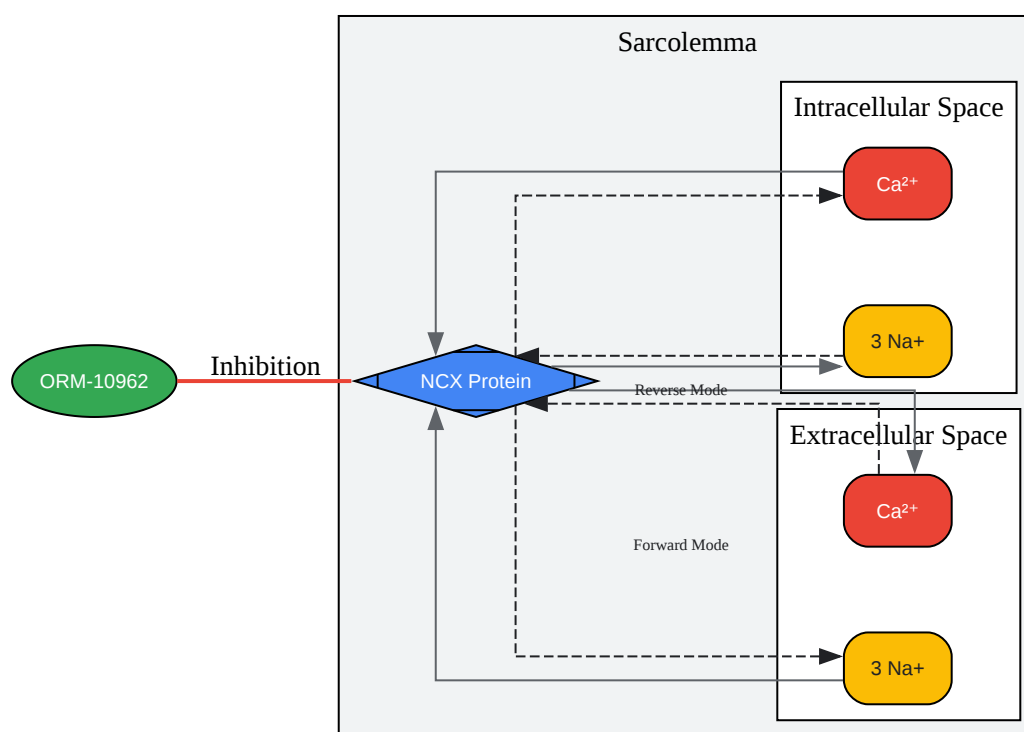 Sarcolemma
Intracellular Space
Ca²⁺
3 Na+
Inhibition
ORM-10962
NCX Protein
Reverse Mode
Extracellular Space
Ca²⁺
Forward Mode
3 Na+